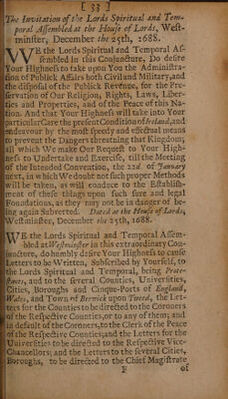 [ 33 ]
The Invitation of the Lords Spiritual and Tem-
poral Assembled at the House of Lords, West-
minster, December the 25th, 1688.
WE the Lords Spiritual and Temporal As-
sembled in this Conjuncture, Do desire
Your Highness to take upon You the Administra-
tion of Publick Affairs both Civil and Military, and
the disposal of the Publick Revenue, for the Pre-
servation of Our Religion, Rights, Laws, Liber-
ties and Properties, and of the Peace of this Na-
tion. And that Your Highness will take into Your
particular Care the present Condition of Ireland, and
endeavour by the most speedy and effectual means
to prevent the Dangers threatning that Kingdom,
all which We make Our Request to Your High-
ness to Undertake and Exercise, till the Meeting
of the Intended Convention, the 22d of January
next, in which We doubt not such proper Methods
will be taken, as will conduce to the Establish-
ment of these things upon such sure and legal
Foundations, as they may not be in danger of be-
ing again Subverted. Dated at the House of Lords,
Westminster, December the 25th, 1688.
WE the Lords Spiritual and Temporal Assem-
bled at Westminster in this extraordinary Con-
juncture, do humbly desire Your Highness to cause
Letters to be Written, Subscribed by Yourself, to
the Lords Spiritual and Temporal, being Prote-
stants, and to the several Counties, Universities,
Cities, Boroughs and Cinque-Ports of England,
Wales, and Town of Berwick upon Tweed, the Let-
ters for the Counties to be directed to the Coroners
of the Respective Counties, or to any of them; and
in default of the Coroners, to the Clerk of the Peace
of the Respective Counties; and the Letters for the
Universities to be directed to the Respective Vice-
Chancellors; and the Letters to the several Cities,
Boroughs, to be directed to the Chief Magistrate
F of